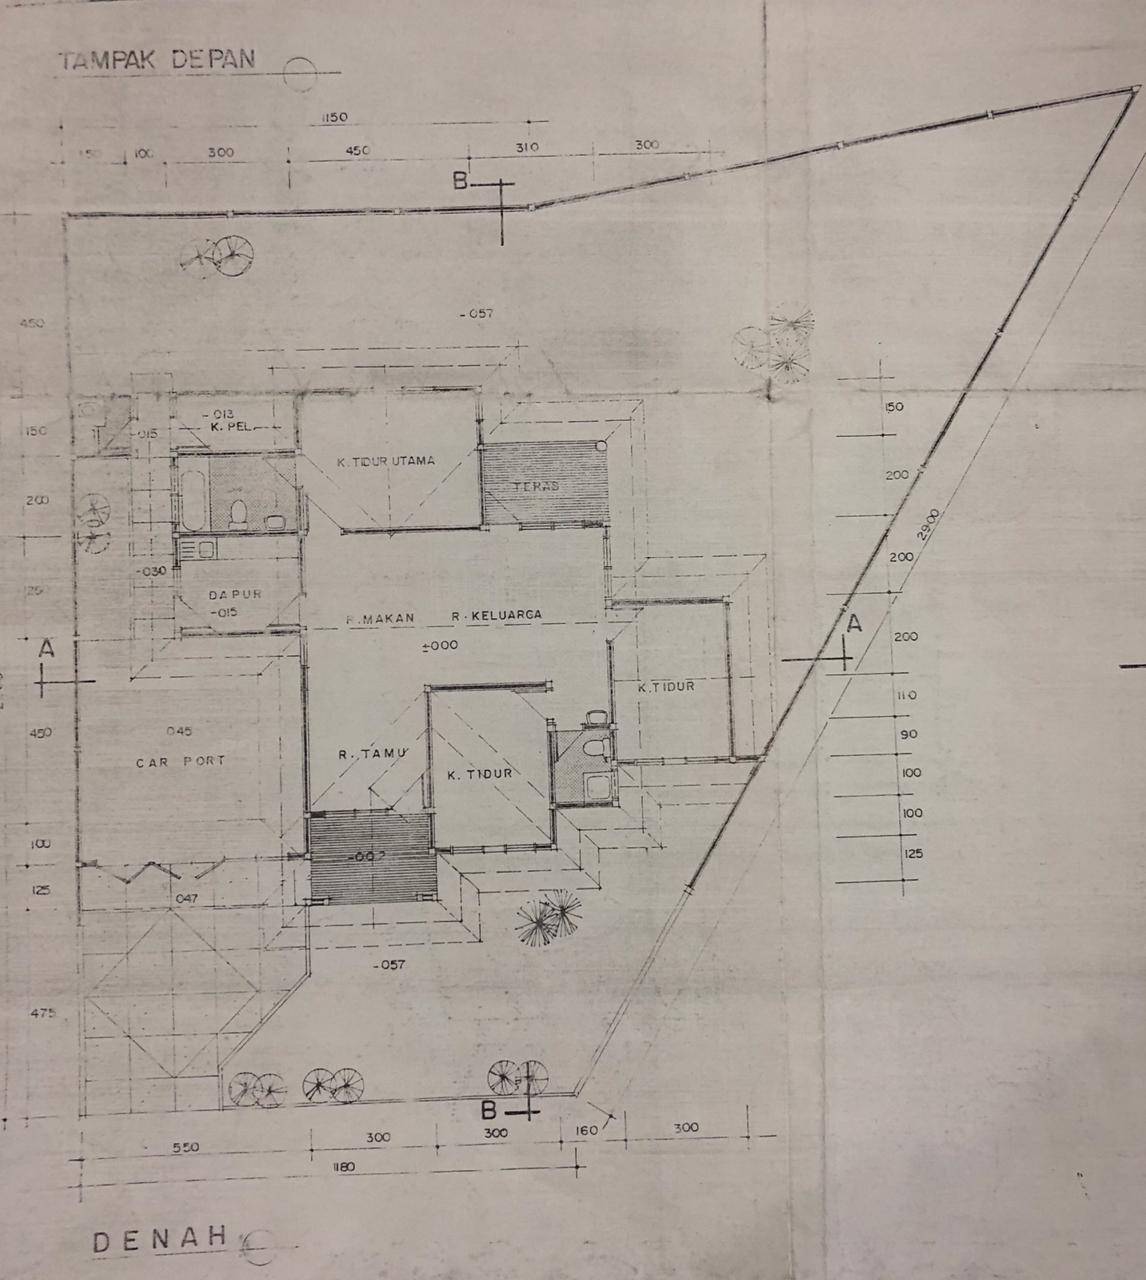 TAMPAK DEPAN
1150
150 100 300 450 310 300
B
450
-057
150
-013
K. PEL.
-015
K. TIDUR UTAMA
150
200
TERAS
200
2900
-030
DAPUR
-015
200
R.MAKAN R. KELUARGA
±000
A
A
200
K. TIDUR
110
450
045
CAR PORT
R. TAMU
K. TIDUR
90
100
100
100
-007
125
125
047
-057
475
B
550 300 300 160 300
1180
DENAH